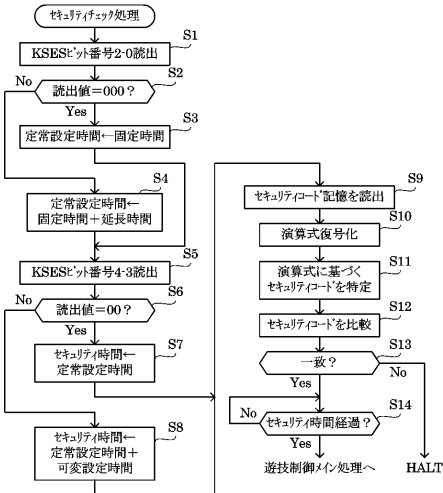 セキュリティチェック処理
S1
KSESビット番号2-0読出
S2
読出値=000?
No
Yes
S3
定常設定時間←固定時間
S4
定常設定時間←
固定時間+延長時間
S5
KSESビット番号4-3読出
S6
読出値=00?
No
Yes
S7
セキュリティ時間←
定常設定時間
S8
セキュリティ時間←
定常設定時間+
可変設定時間
S9
セキュリティコード記憶を読出
S10
演算式復号化
S11
演算式に基づく
セキュリティコードを特定
S12
セキュリティコードを比較
S13
一致?
Yes
No
S14
セキュリティ時間経過?
No
Yes
遊技制御メイン処理へ
HALT